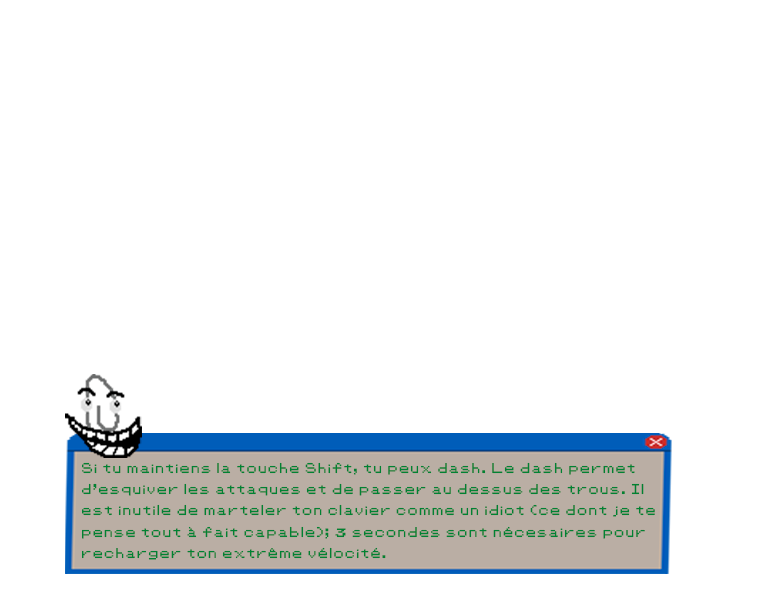 Si tu maintiens la touche Shift, tu peux dash. Le dash permet
d'esquiver les attaques et de passer au dessus des trous. Il
est inutile de marteler ton clavier comme un idiot (ce dont je te
pense tout à fait capable); 3 secondes sont nécesaires pour
recharger ton extrême vélocité.